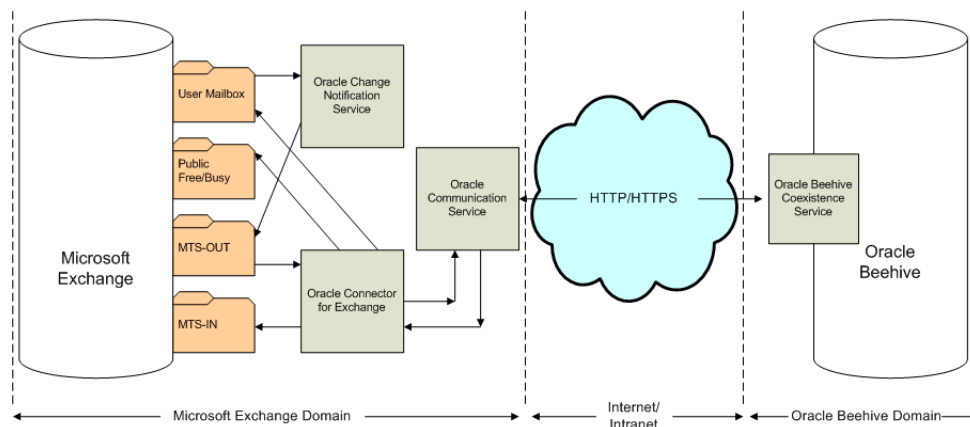 User Mailbox
Oracle Change
Notification
Service
Public
Free/Busy
Oracle
Communication
Service
HTTP/HTTPS
Oracle Beehive
Coexistence
Service
Microsoft
Exchange
MTS-OUT
Oracle Connector
for Exchange
MTS-IN
Oracle
Beehive
Microsoft Exchange Domain
Internet/
Intranet
Oracle Beehive Domain